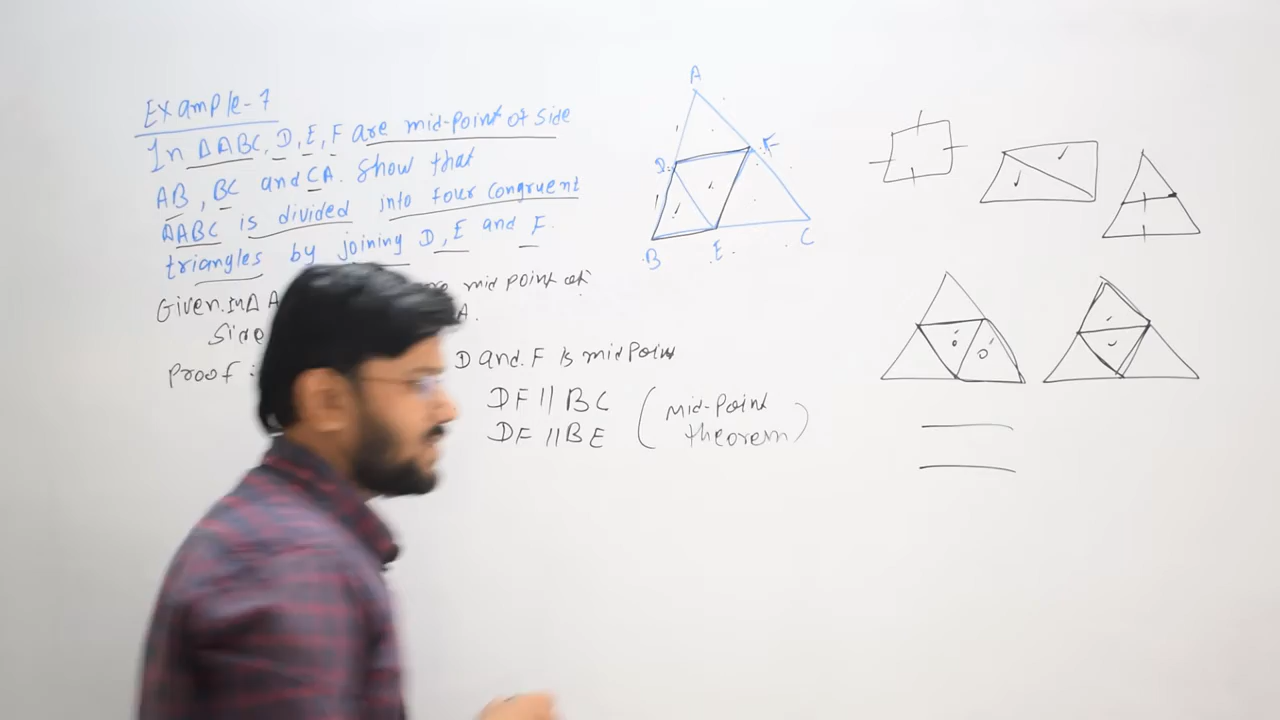 Example-7
In ΔABC, D, E, F are mid-point of side
AB, BC and CA. Show that
ΔABC is divided into four congruent
triangles by joining D, E and F.
Given: In Δ A mid point of
Side A.
Proof : D and F is midpoint
DF || BC
DF || BE
(mid-point
theorem)
A
D
F
B
E
C